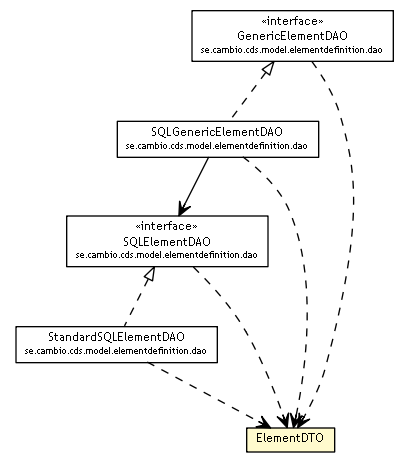 «interface»
GenericElementDAO
se.cambio.cds.model.elementdefinition.dao
SQLGenericElementDAO
se.cambio.cds.model.elementdefinition.dao
«interface»
SQLElementDAO
se.cambio.cds.model.elementdefinition.dao
StandardSQLElementDAO
se.cambio.cds.model.elementdefinition.dao
ElementDTO